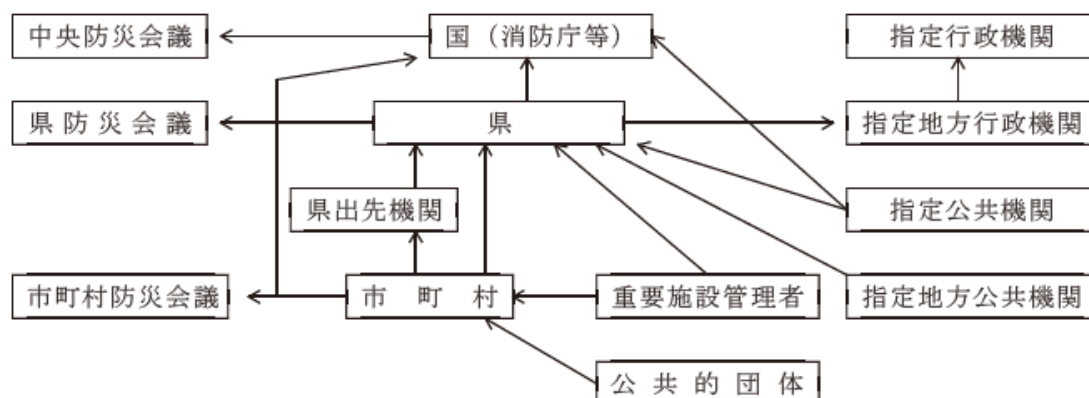 中央防災会議
国（消防庁等）
指定行政機関
県防災会議
県
指定地方行政機関
県出先機関
指定公共機関
市町村防災会議
市町村
重要施設管理者
指定地方公共機関
公共的団体